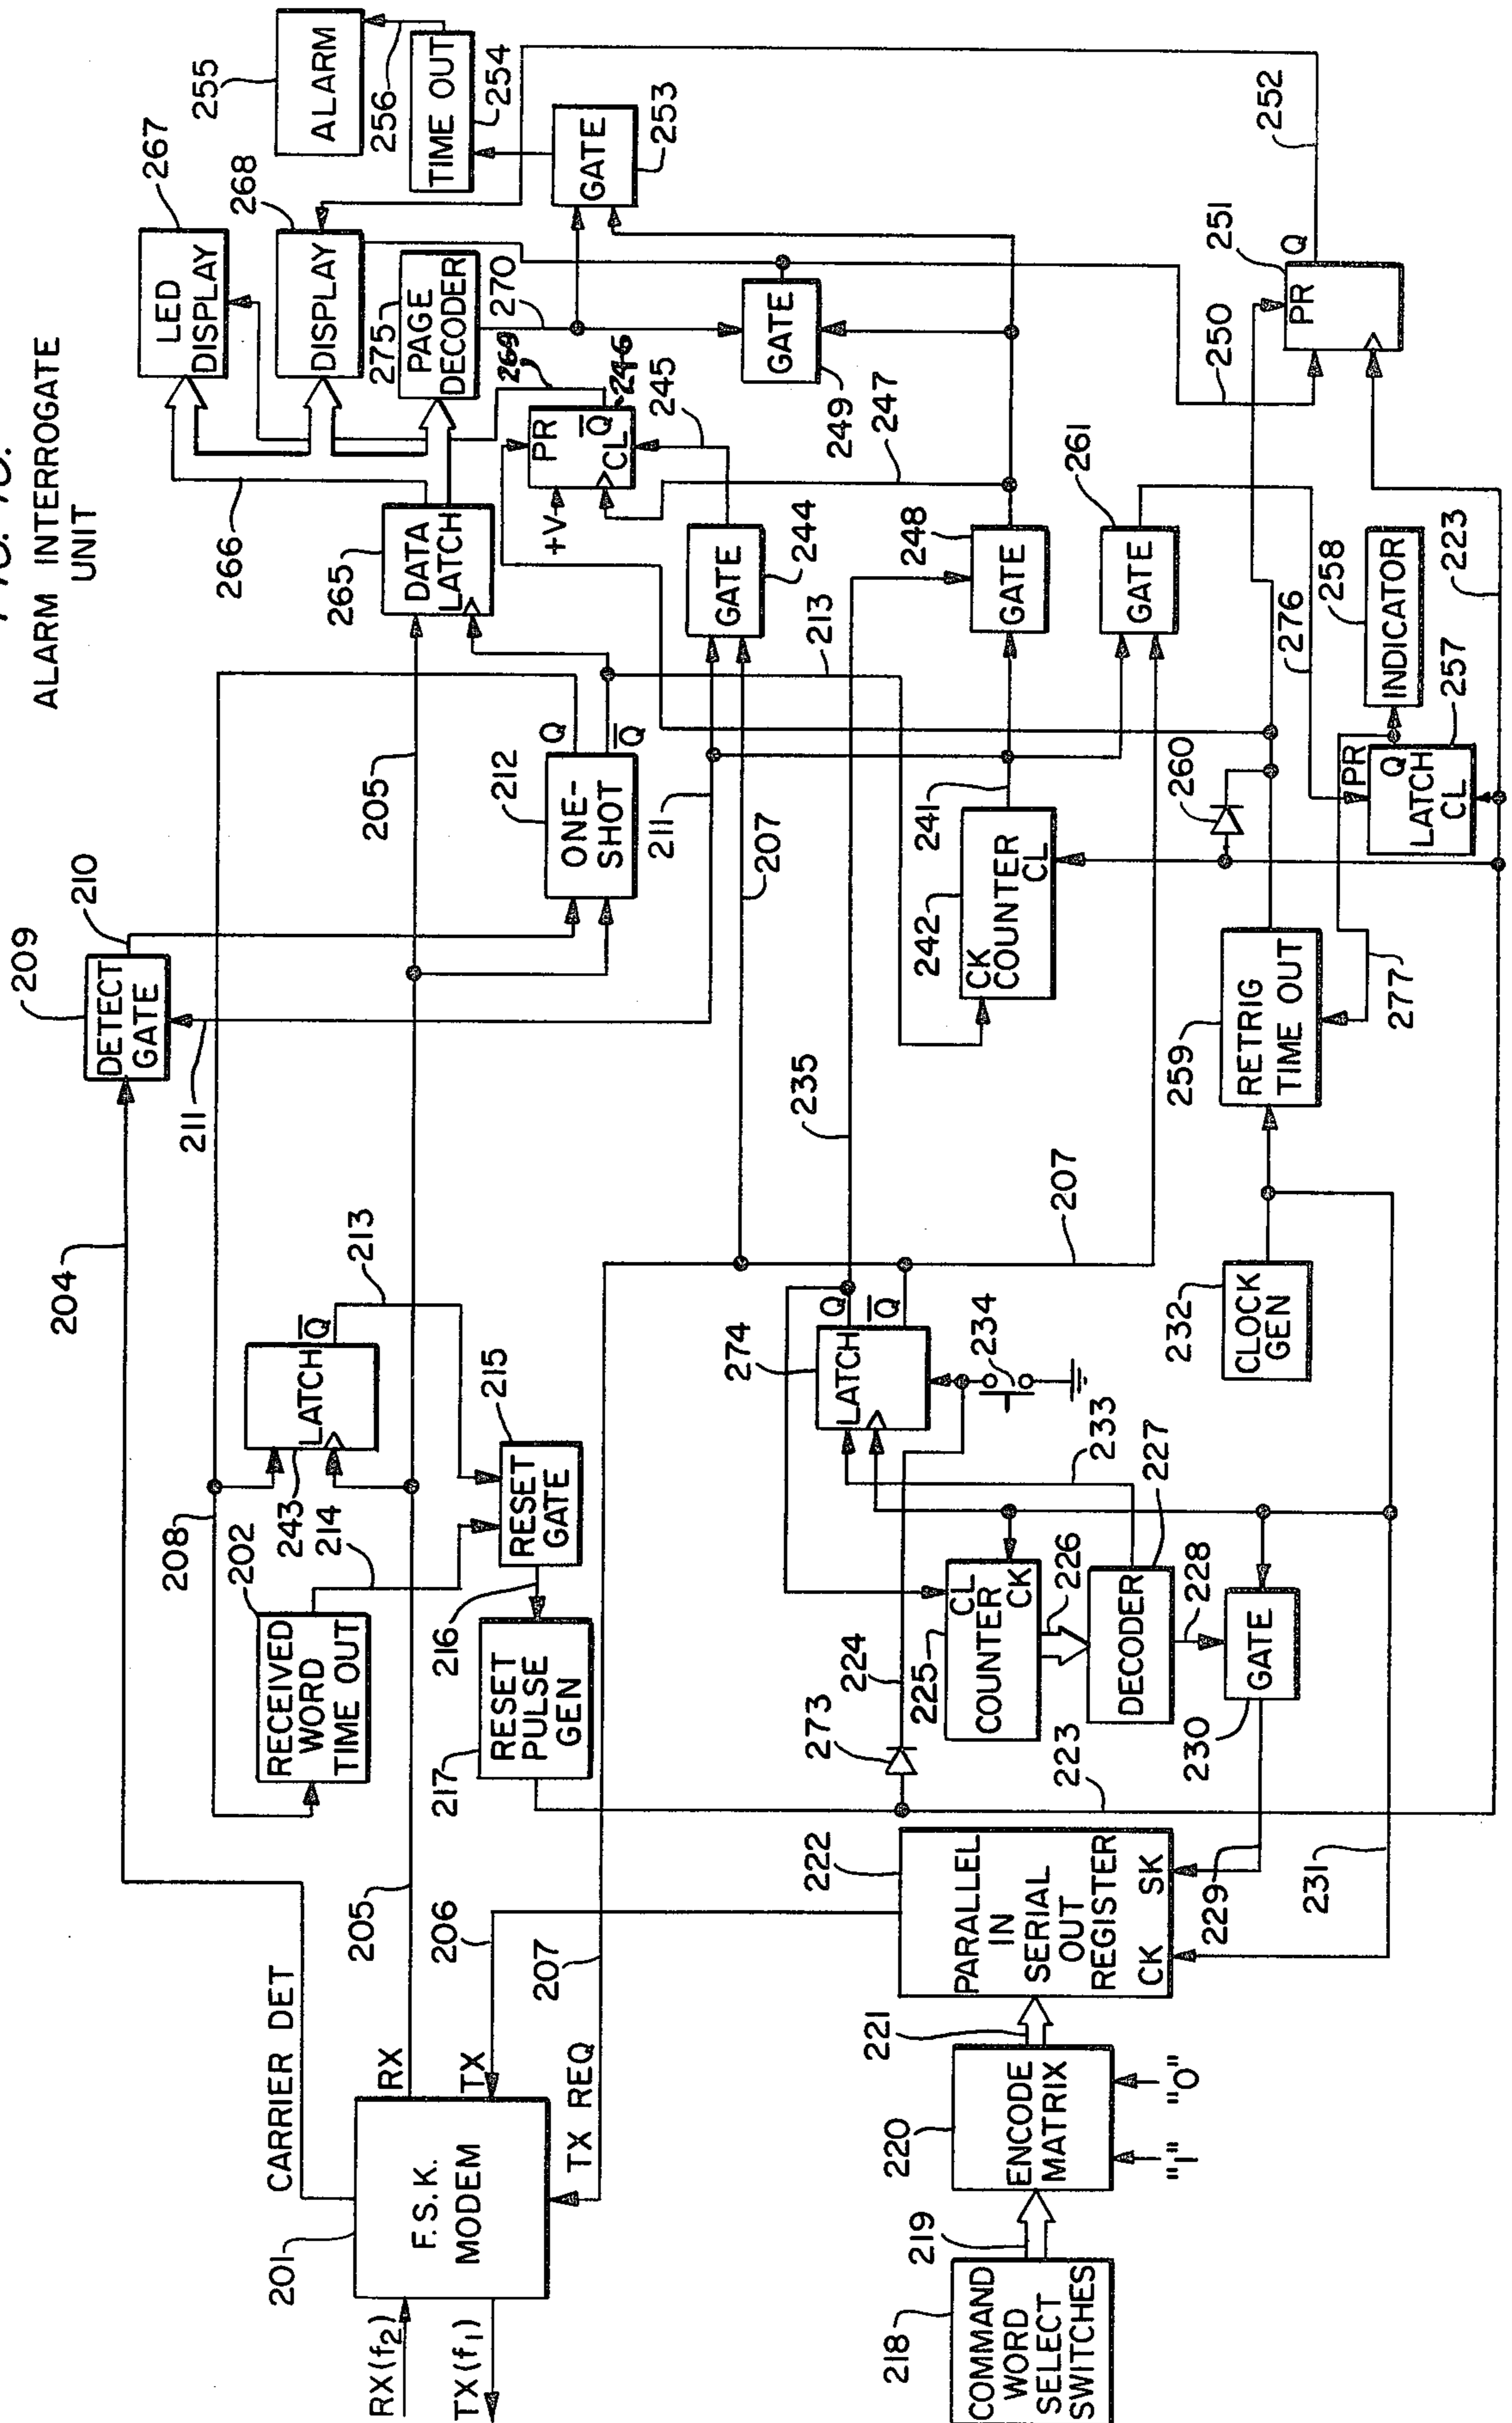 ALARM INTERROGATE
UNIT
255
ALARM
256
TIME OUT
254
267
LED
DISPLAY
268
DISPLAY
275
PAGE
DECODER
270
269
246
253
GATE
266
265
DATA
LATCH
PR
Q̅
CL
+V
245
GATE
249
247
250
251
PR
Q
252
209
DETECT
GATE
210
211
204
205
212
ONE-
SHOT
Q
Q̅
213
211
207
GATE
244
248
GATE
261
GATE
241
242
CK
COUNTER
CL
260
276
258
INDICATOR
PR
Q
LATCH
CL
257
223
259
RETRIG
TIME OUT
277
208
202
RECEIVED
WORD
TIME OUT
243
LATCH
Q̅
213
214
215
RESET
GATE
216
217
RESET
PULSE
GEN
235
274
LATCH
Q
Q̅
234
207
233
232
CLOCK
GEN
273
224
225
CL
COUNTER
CK
226
227
DECODER
228
GATE
230
223
229
231
CARRIER DET
RX
205
TX
206
TX REQ
207
201
F.S.K.
MODEM
RX(f2)
TX(f1)
222
PARALLEL
IN
SERIAL
OUT
REGISTER
CK SK
221
220
ENCODE
MATRIX
"1" "0"
219
218
COMMAND
WORD
SELECT
SWITCHES